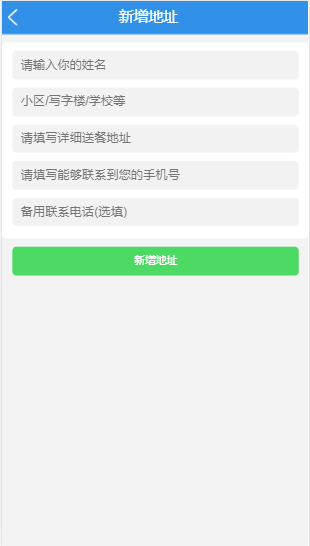 新增地址
请输入你的姓名
小区/写字楼/学校等
请填写详细送餐地址
请填写能够联系到您的手机号
备用联系电话(选填)
新增地址